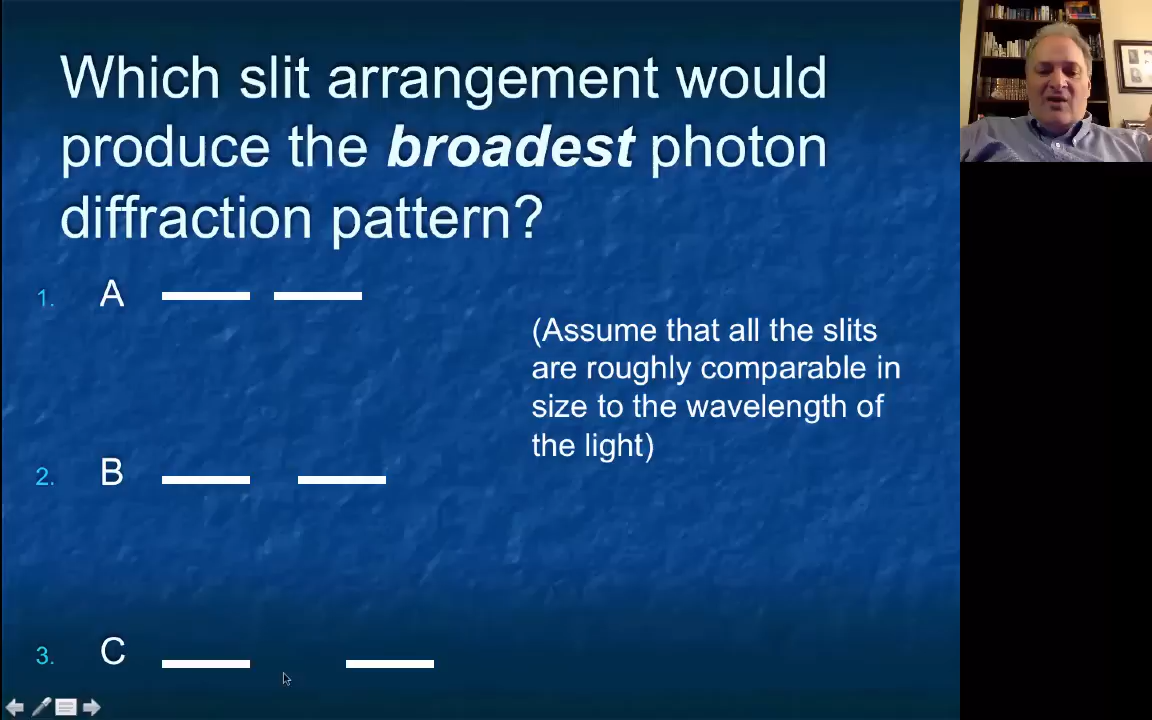 Which slit arrangement would
produce the broadest photon
diffraction pattern?
1. A
(Assume that all the slits
are roughly comparable in
size to the wavelength of
the light)
2. B
3. C